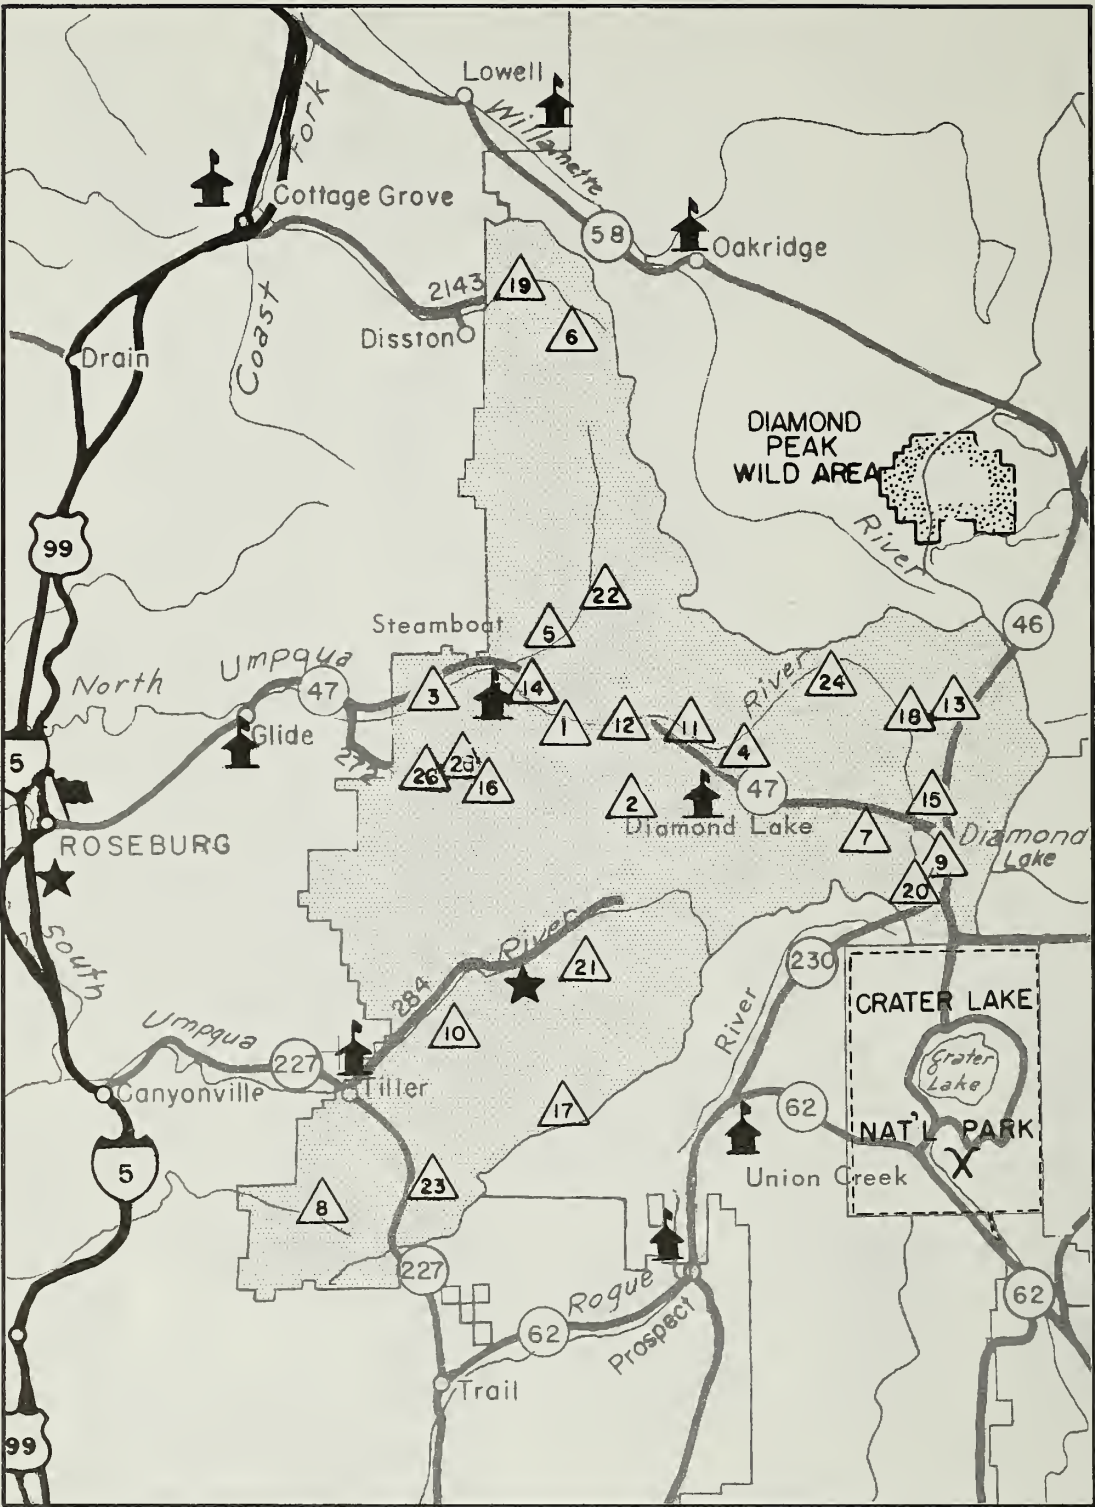 Lowell
Willamette
Fork
Cottage Grove
58
Oakridge
19
2143
6
Disston
Coast
Drain
DIAMOND
PEAK
WILD AREA
River
99
22
5
Steamboat
46
Umpqua
North
47
3
14
River
24
18
13
1
12
11
Glide
4
5
272
26
16
2
47
15
Diamond Lake
7
Diamond
Lake
ROSEBURG
9
20
South
River
21
230
284
CRATER LAKE
10
River
Umpqua
227
Crater
Lake
Canyonville
Tiller
17
62
NAT'L PARK
5
Union Creek
23
8
227
Rogue
62
62
Prospect
Trail
99